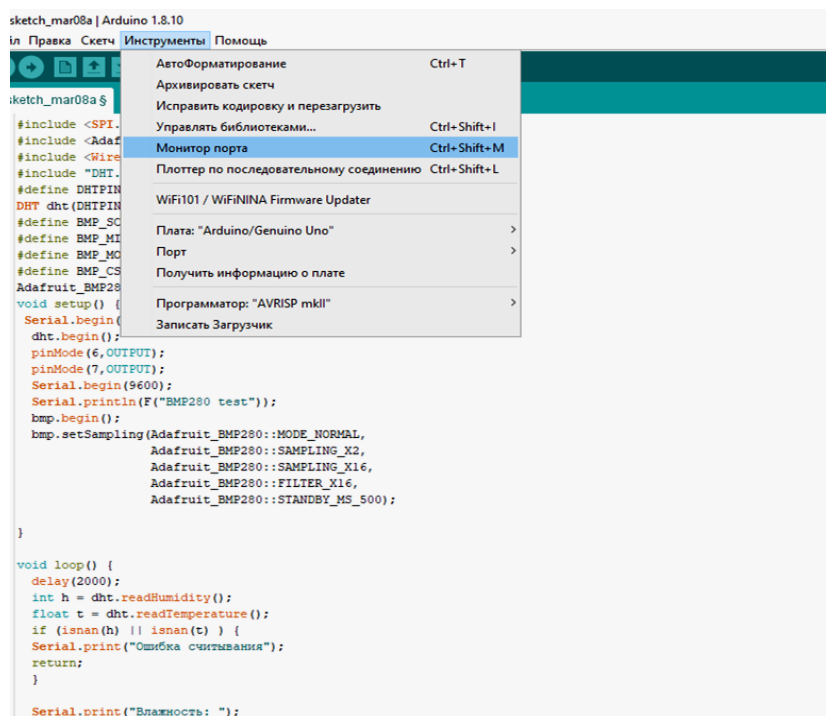 sketch_mar08a | Arduino 1.8.10
йл Правка Скетч Инструменты Помощь
АвтоФорматирование Ctrl+T
Архивировать скетч
sketch_mar08a §
Исправить кодировку и перезагрузить
Управлять библиотеками... Ctrl+Shift+I
Монитор порта Ctrl+Shift+M
Плоттер по последовательному соединению Ctrl+Shift+L
WiFi101 / WiFiNINA Firmware Updater
Плата: "Arduino/Genuino Uno"
Порт
Получить информацию о плате
Программатор: "AVRISP mkII"
Записать Загрузчик
#include <SPI.
#include <Adaf
#include <Wire
#include "DHT.
#define DHTPIN
DHT dht(DHTPIN
#define BMP_SC
#define BMP_MI
#define BMP_MO
#define BMP_CS
Adafruit_BMP28
void setup() {
Serial.begin(
dht.begin();
pinMode(6,OUTPUT);
pinMode(7,OUTPUT);
Serial.begin(9600);
Serial.println(F("BMP280 test"));
bmp.begin();
bmp.setSampling(Adafruit_BMP280::MODE_NORMAL,
Adafruit_BMP280::SAMPLING_X2,
Adafruit_BMP280::SAMPLING_X16,
Adafruit_BMP280::FILTER_X16,
Adafruit_BMP280::STANDBY_MS_500);
}
void loop() {
delay(2000);
int h = dht.readHumidity();
float t = dht.readTemperature();
if (isnan(h) || isnan(t) ) {
Serial.print("Ошибка считывания");
return;
}
Serial.print("Влажность: ");